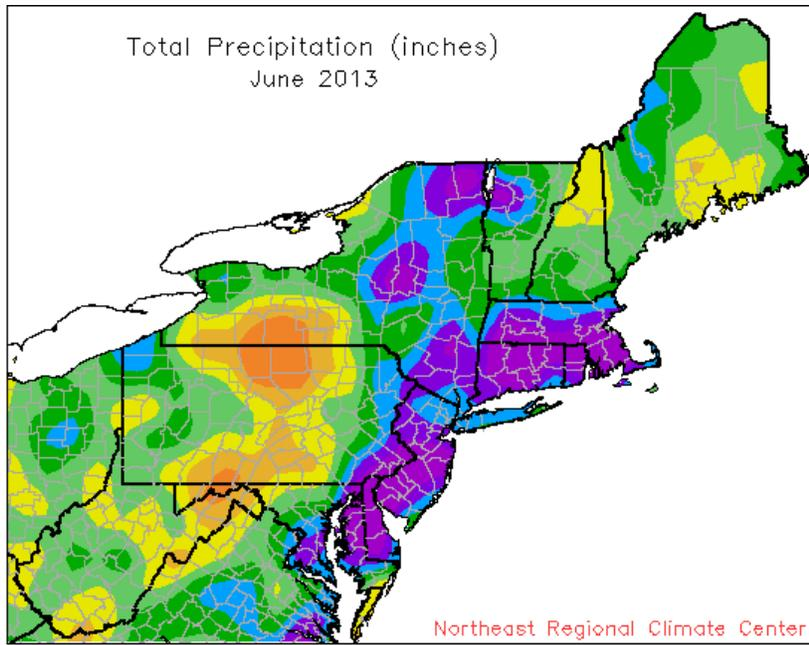 Total Precipitation (inches)
June 2013
Northeast Regional Climate Center